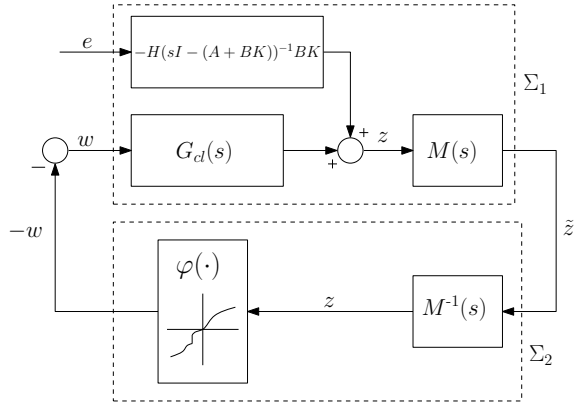 e
−H(sI − (A + BK))⁻¹BK
Σ₁
w
G_cl(s)
+
+
z
M(s)
−
−w
z̃
φ(·)
z
M⁻¹(s)
Σ₂